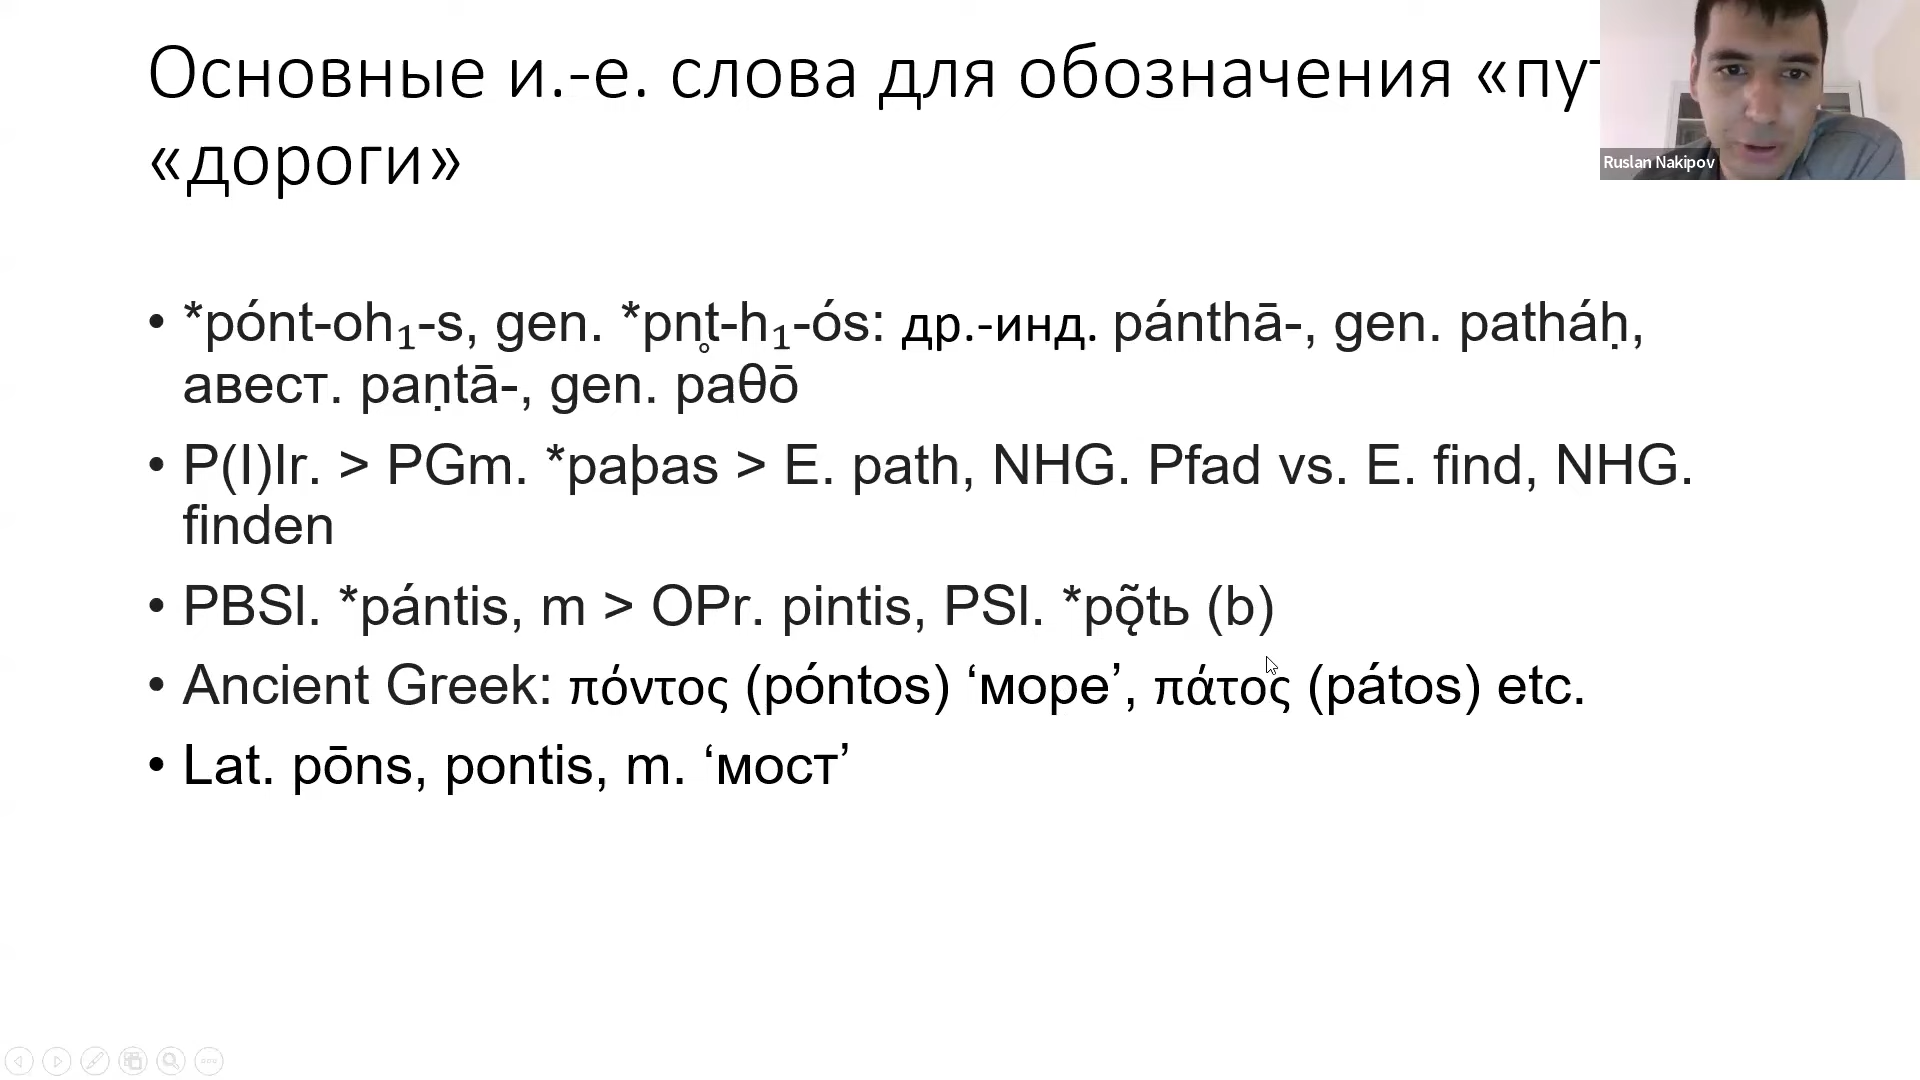 Основные и.-е. слова для обозначения
«дороги»
Ruslan Nakipov
• *pónt-oh₁-s, gen. *pn̥t-h₁-ós: др.-инд. pánthā-, gen. patháḥ,
авест. paṇtā-, gen. paθō
• P(I)Ir. > PGm. *paþas > E. path, NHG. Pfad vs. E. find, NHG.
finden
• PBSl. *pántis, m > OPr. pintis, PSl. *pǫ̃tь (b)
• Ancient Greek: πόντος (póntos) ‘море’, πάτος (pátos) etc.
• Lat. pōns, pontis, m. ‘мост’